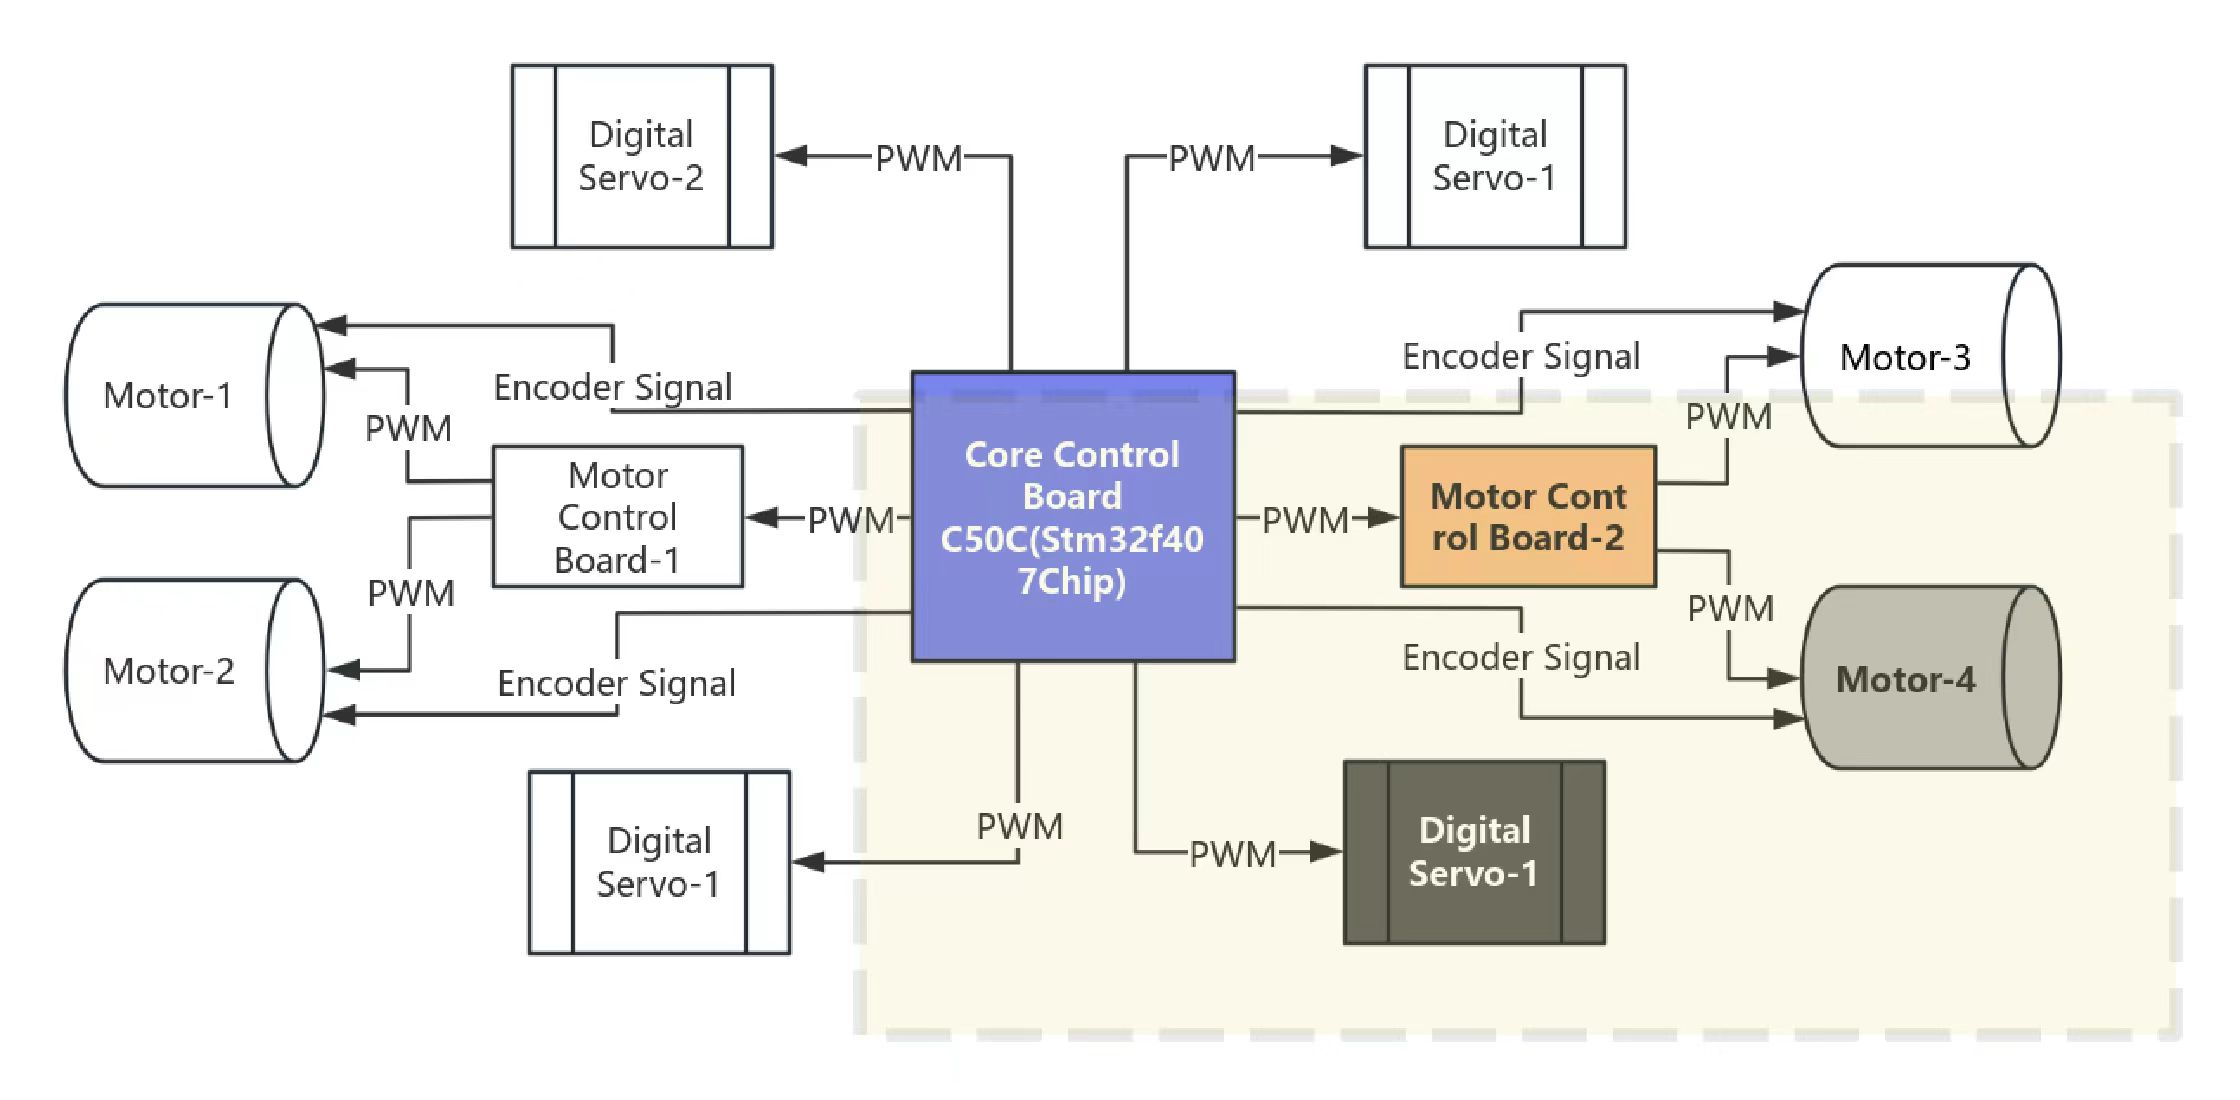 Digital
Servo-2
PWM
PWM
Digital
Servo-1
Motor-1
Encoder Signal
PWM
Encoder Signal
Motor-3
PWM
Motor
Control
Board-1
PWM
Core Control
Board
C50C(Stm32f40
7Chip)
PWM
Motor Cont
rol Board-2
PWM
Motor-2
Encoder Signal
Encoder Signal
PWM
Motor-4
Digital
Servo-1
PWM
PWM
Digital
Servo-1